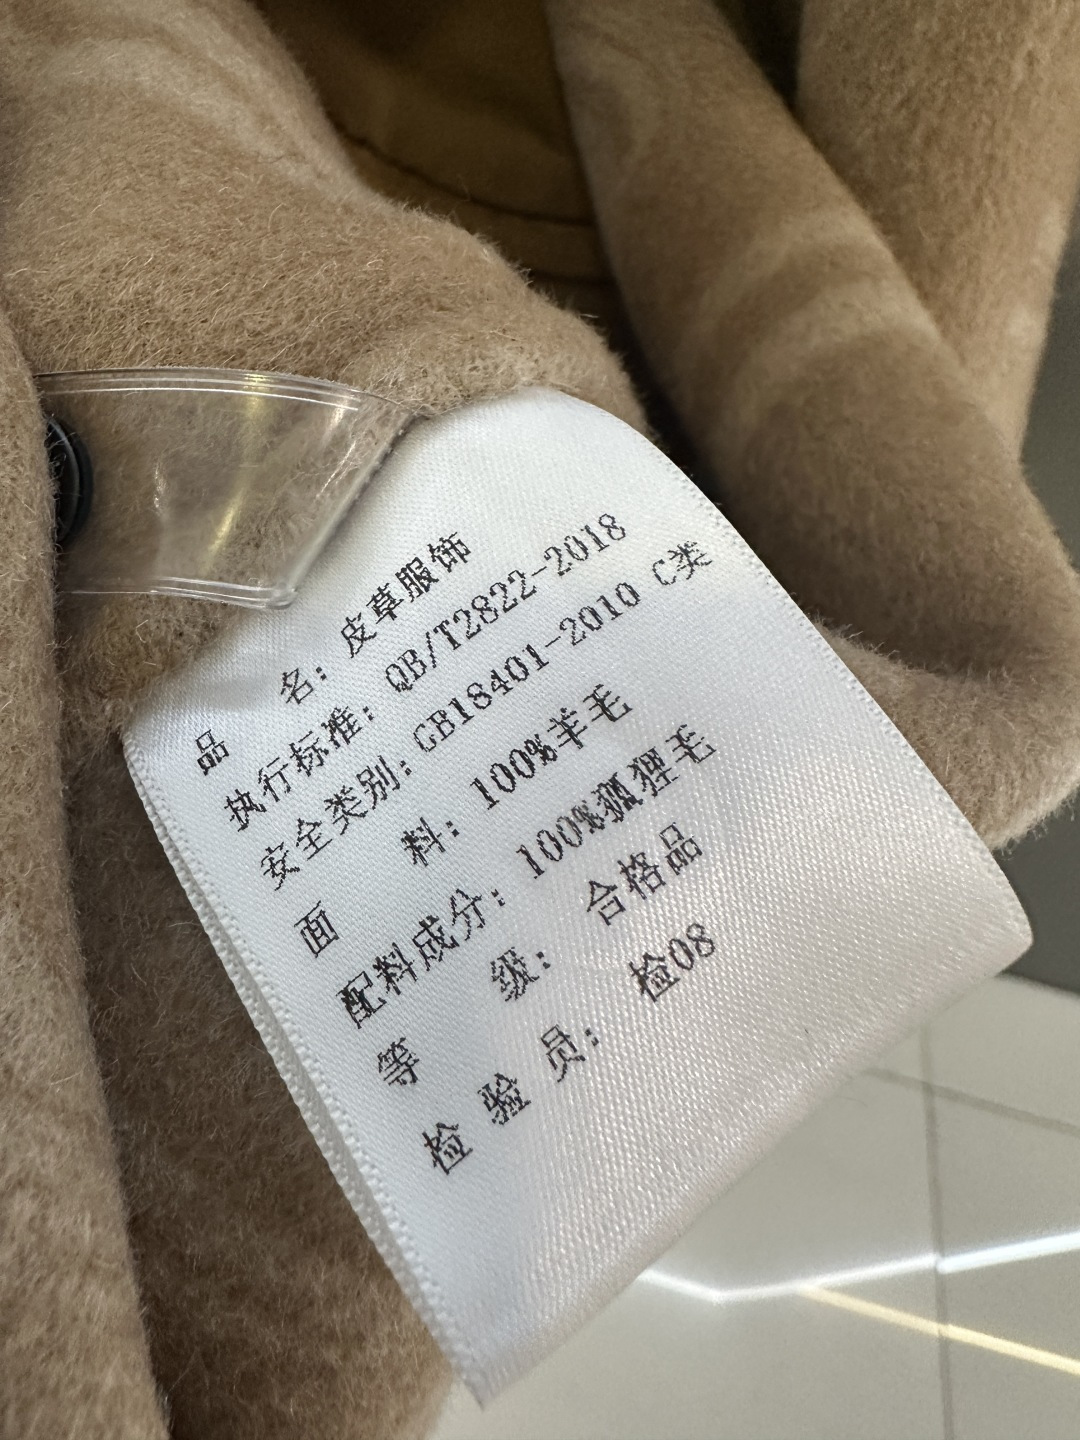 品 名：皮草服饰
执行标准：QB/T2822-2018
安全类别：GB18401-2010 C类
面 料：100%羊毛
配料成分：100%狐狸毛
等 级：合格品
检 验 员：检08